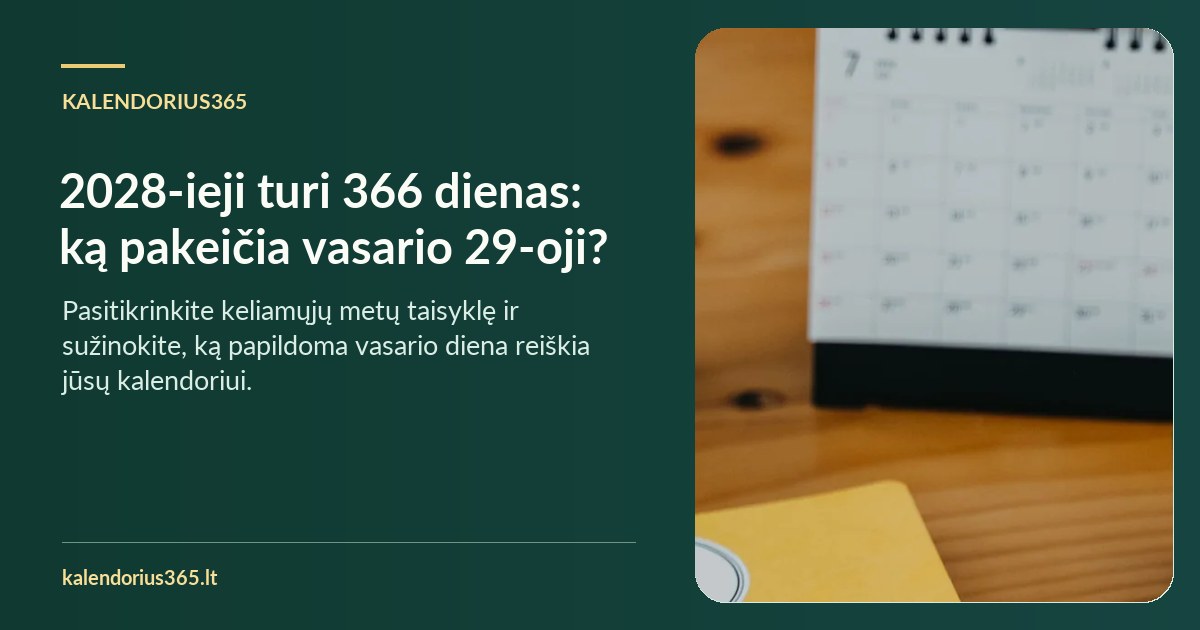 KALENDORIUS365
2028-ieji turi 366 dienas:
ką pakeičia vasario 29-oji?
Pasitikrinkite keliamųjų metų taisyklę ir
sužinokite, ką papildoma vasario diena reiškia
jūsų kalendoriui.
kalendorius365.lt
7